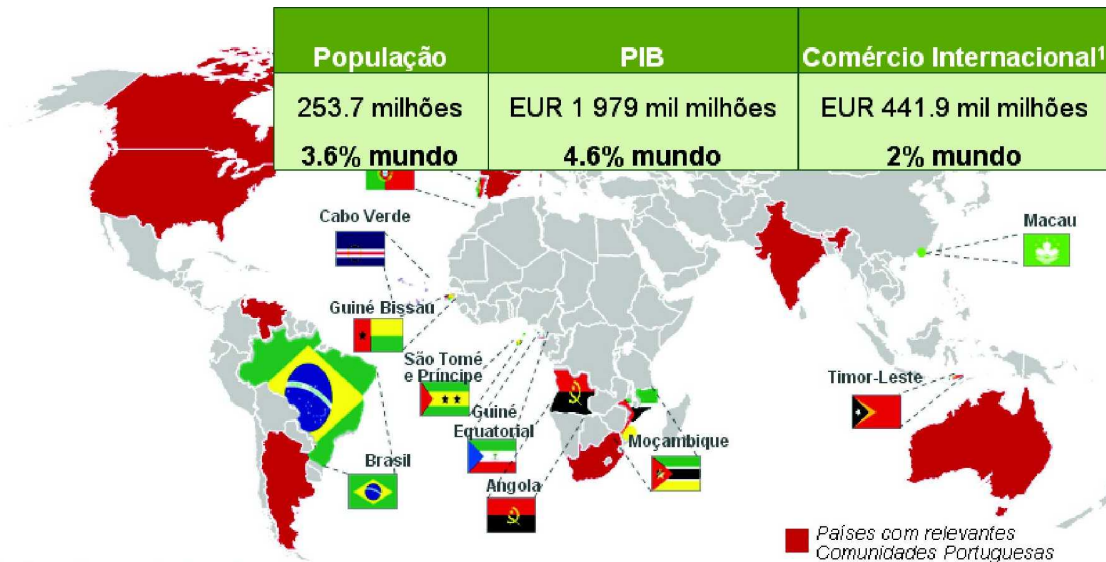 População PIB Comércio Internacional¹
253.7 milhões EUR 1 979 mil milhões EUR 441.9 mil milhões
3.6% mundo 4.6% mundo 2% mundo
Cabo Verde
Macau
Guiné Bissau
São Tomé
e Príncipe
Timor-Leste
Guiné
Equatorial
Moçambique
Brasil
Angola
Países com relevantes
Comunidades Portuguesas